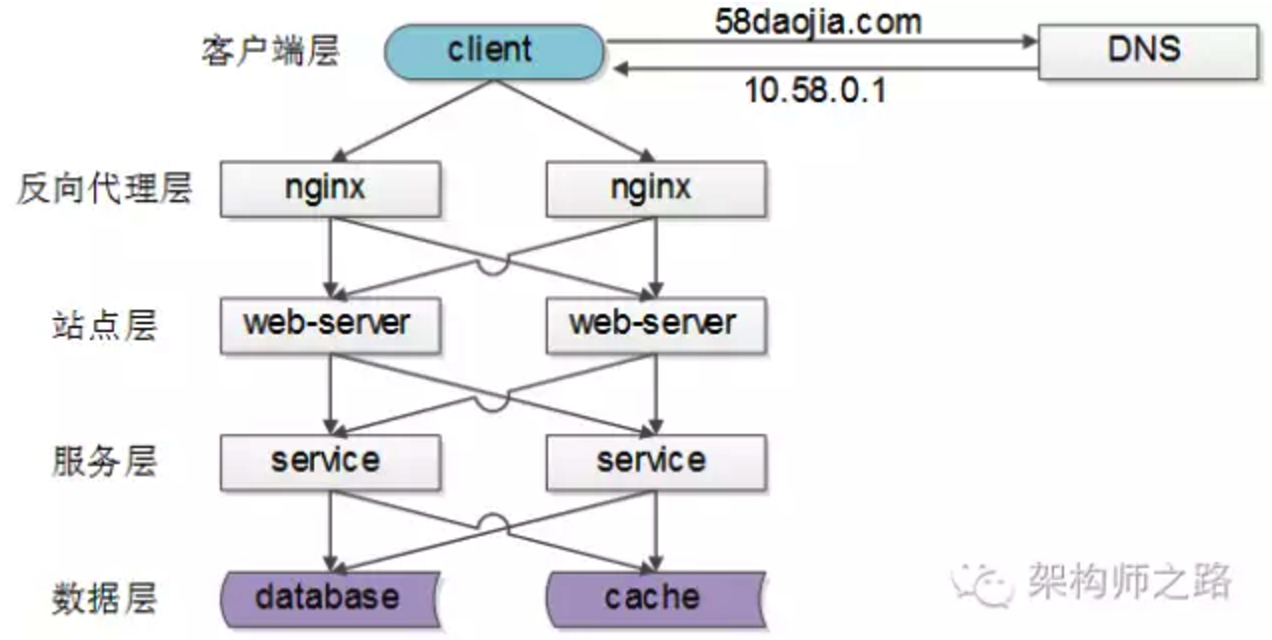 58daojia.com
客户端层 client DNS
10.58.0.1
反向代理层 nginx nginx
站点层 web-server web-server
服务层 service service
数据层 database cache
架构师之路